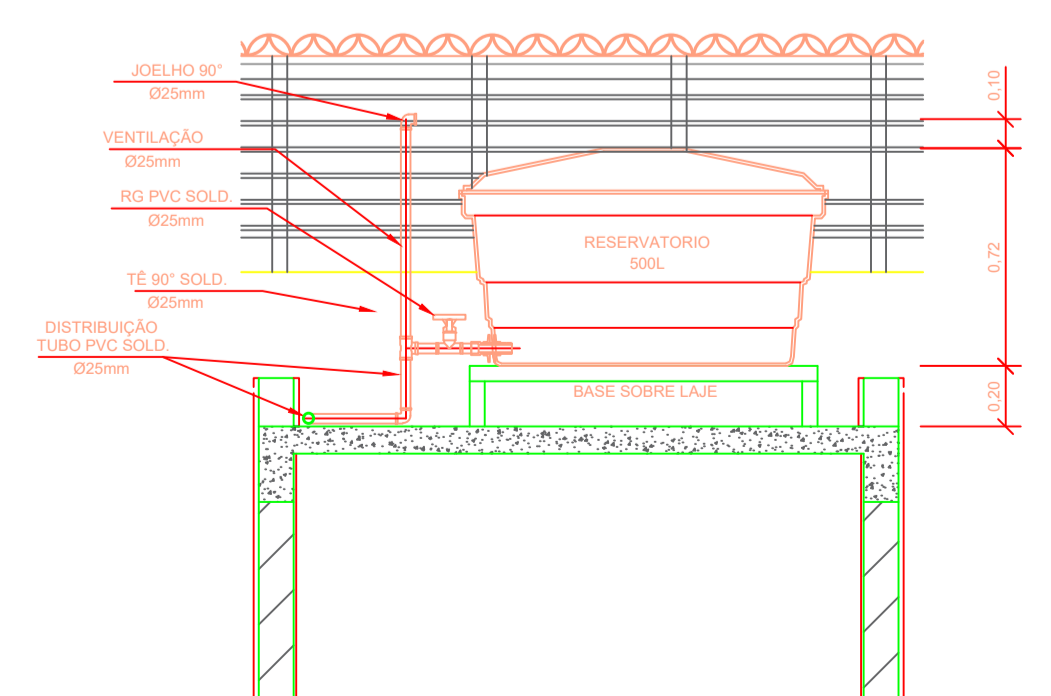 JOELHO 90°
Ø25mm
VENTILAÇÃO
Ø25mm
RG PVC SOLD.
Ø25mm
TÊ 90° SOLD.
Ø25mm
DISTRIBUIÇÃO
TUBO PVC SOLD.
Ø25mm
RESERVATORIO
500L
BASE SOBRE LAJE
0,10
0,72
0,20